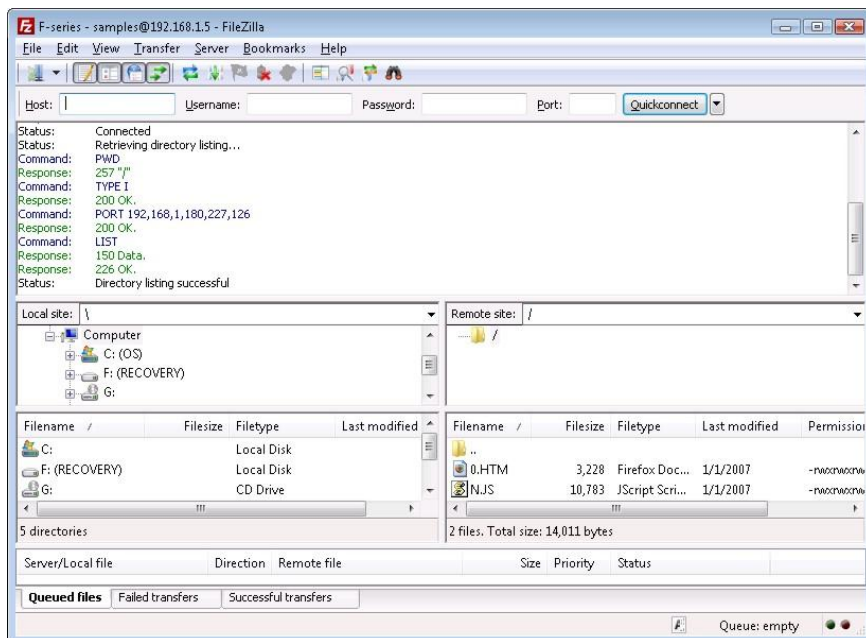 F-series - samples@192.168.1.5 - FileZilla
File Edit View Transfer Server Bookmarks Help
Host: Username: Password: Port: Quickconnect
Status: Connected
Status: Retrieving directory listing...
Command: PWD
Response: 257 "/"
Command: TYPE I
Response: 200 OK.
Command: PORT 192,168,1,180,227,126
Response: 200 OK.
Command: LIST
Response: 150 Data.
Response: 226 OK.
Status: Directory listing successful
Local site: \
Computer
C: (OS)
F: (RECOVERY)
G:
Remote site: /
/
Filename / Filesize Filetype Last modified
C: Local Disk
F: (RECOVERY) Local Disk
G: CD Drive
5 directories
Filename / Filesize Filetype Last modified Permission
..
0.HTM 3,228 Firefox Doc... 1/1/2007
N.JS 10,783 JScript Scri... 1/1/2007
2 files. Total size: 14,011 bytes
Server/Local file Direction Remote file Size Priority Status
Queued files Failed transfers Successful transfers
Queue: empty